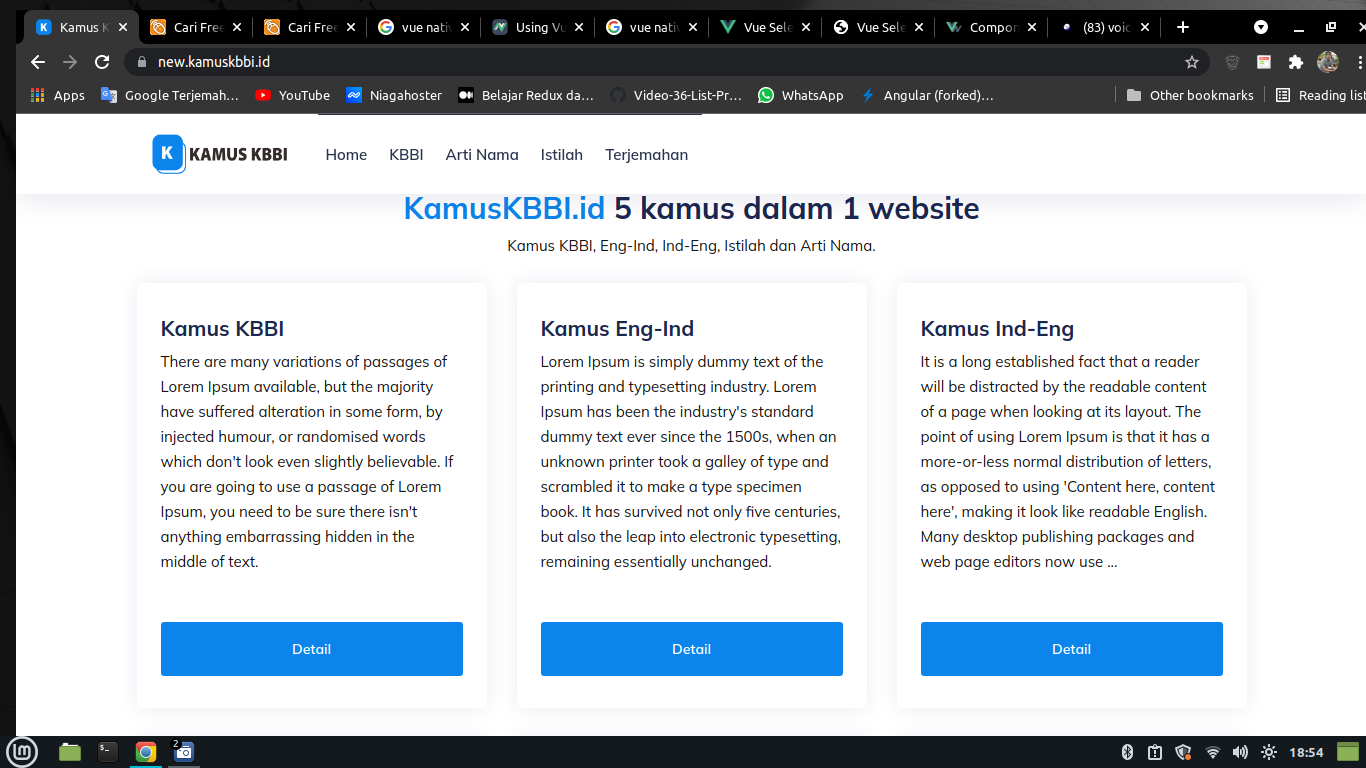 Kamus K
Cari Free
Cari Free
vue nativ
Using Vu
vue nativ
Vue Sele
Vue Sele
Compon
(83) voic
new.kamuskbbi.id
Apps
Google Terjemah...
YouTube
Niagahoster
Belajar Redux da...
Video-36-List-Pr...
WhatsApp
Angular (forked)...
Other bookmarks
Reading list
K KAMUS KBBI
Home
KBBI
Arti Nama
Istilah
Terjemahan
KamusKBBI.id 5 kamus dalam 1 website
Kamus KBBI, Eng-Ind, Ind-Eng, Istilah dan Arti Nama.
Kamus KBBI
There are many variations of passages of
Lorem Ipsum available, but the majority
have suffered alteration in some form, by
injected humour, or randomised words
which don't look even slightly believable. If
you are going to use a passage of Lorem
Ipsum, you need to be sure there isn't
anything embarrassing hidden in the
middle of text.
Detail
Kamus Eng-Ind
Lorem Ipsum is simply dummy text of the
printing and typesetting industry. Lorem
Ipsum has been the industry's standard
dummy text ever since the 1500s, when an
unknown printer took a galley of type and
scrambled it to make a type specimen
book. It has survived not only five centuries,
but also the leap into electronic typesetting,
remaining essentially unchanged.
Detail
Kamus Ind-Eng
It is a long established fact that a reader
will be distracted by the readable content
of a page when looking at its layout. The
point of using Lorem Ipsum is that it has a
more-or-less normal distribution of letters,
as opposed to using 'Content here, content
here', making it look like readable English.
Many desktop publishing packages and
web page editors now use ...
Detail
2
18:54